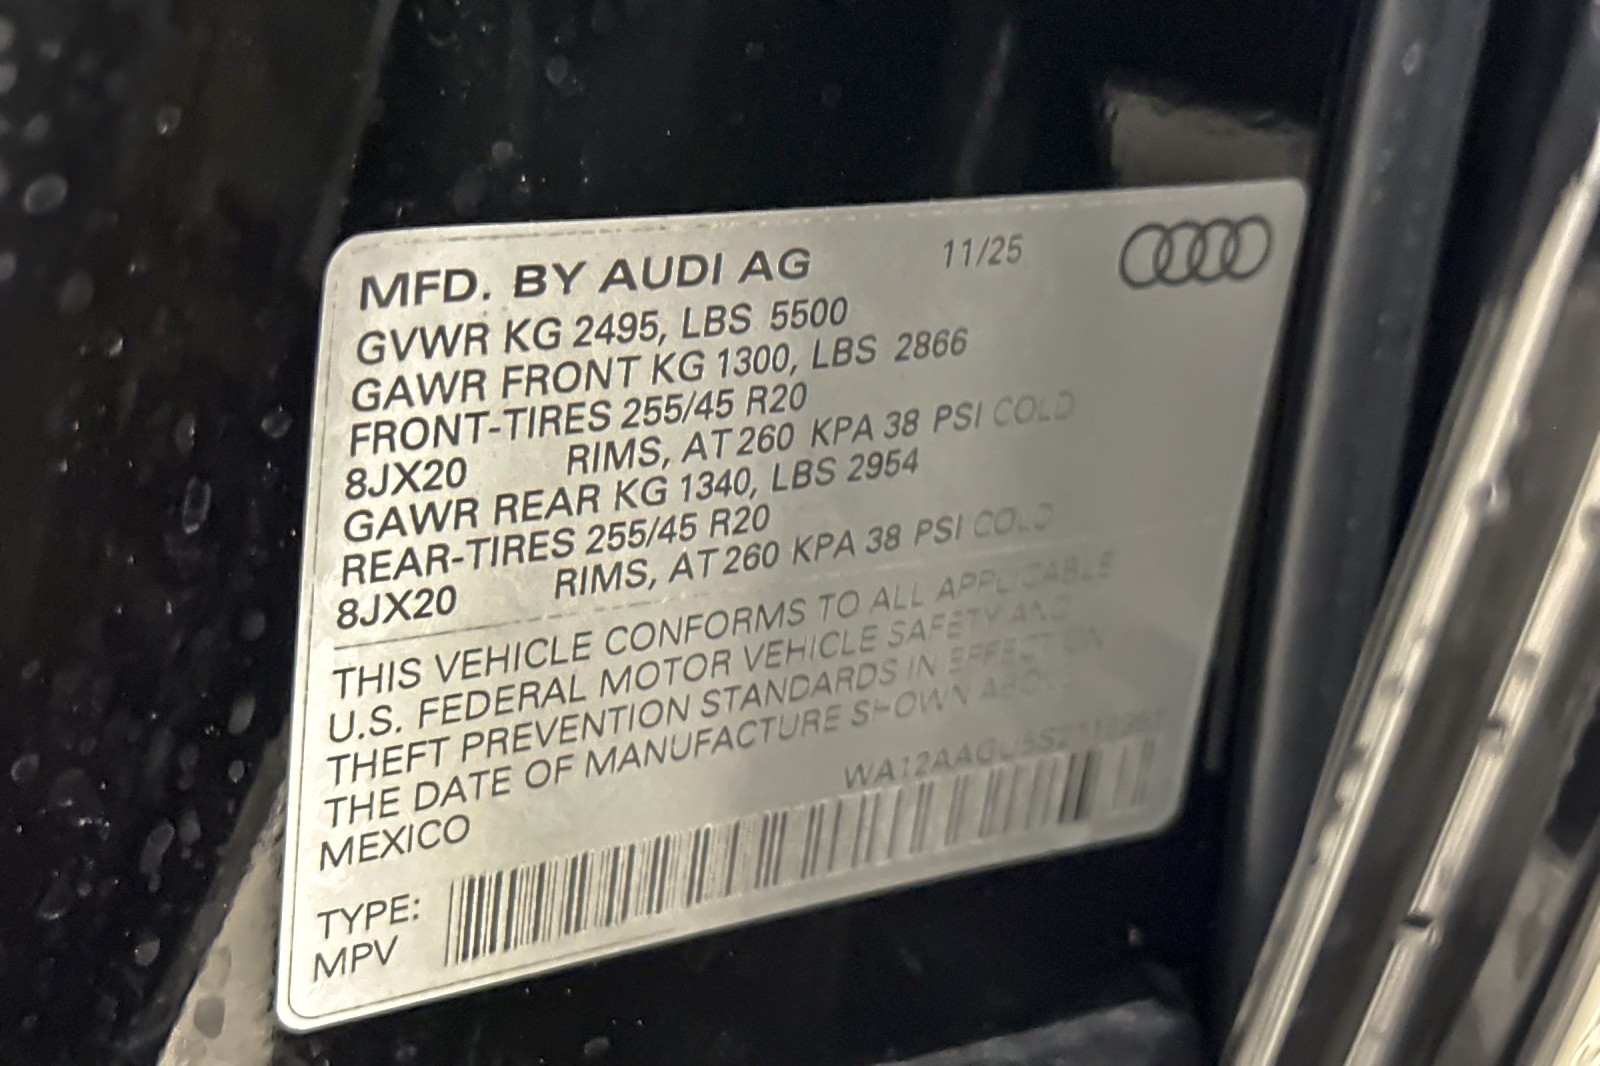 MFD. BY AUDI AG 11/25
GVWR KG 2495, LBS 5500
GAWR FRONT KG 1300, LBS 2866
FRONT-TIRES 255/45 R20
8JX20 RIMS, AT 260 KPA 38 PSI COLD
GAWR REAR KG 1340, LBS 2954
REAR-TIRES 255/45 R20
8JX20 RIMS, AT 260 KPA 38 PSI COLD
THIS VEHICLE CONFORMS TO ALL APPLICABLE
U.S. FEDERAL MOTOR VEHICLE SAFETY AND
THEFT PREVENTION STANDARDS IN EFFECT ON
THE DATE OF MANUFACTURE SHOWN ABOVE
MEXICO
TYPE:
MPV